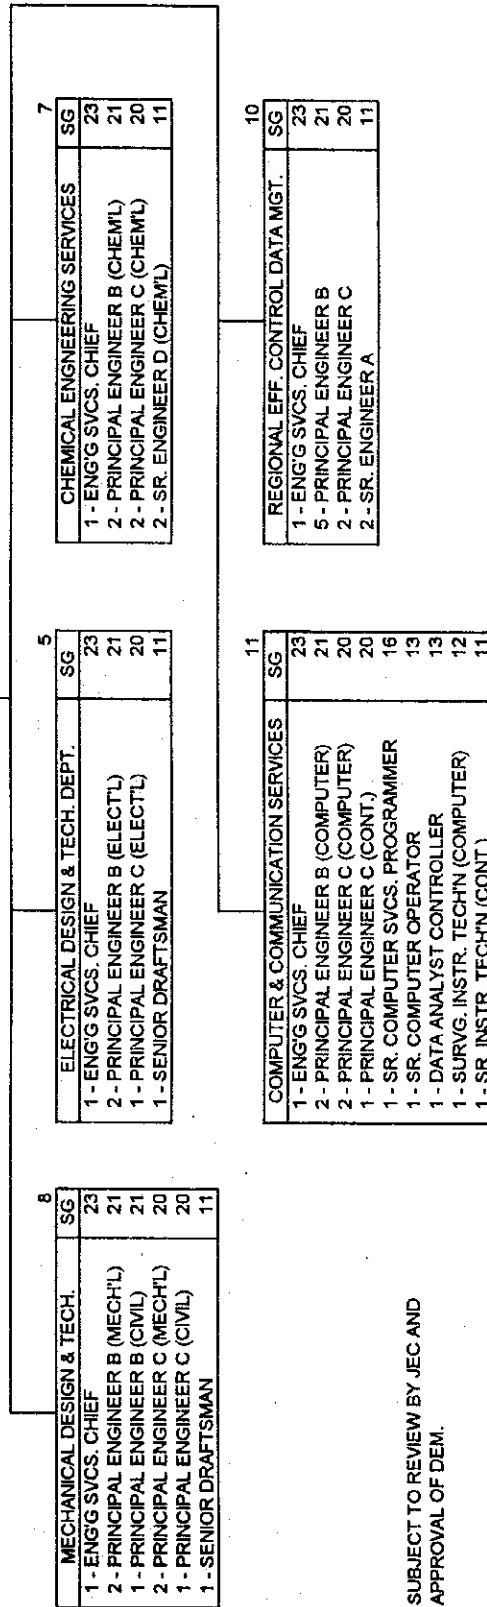 8
MECHANICAL DESIGN & TECH. SG
1 - ENG'G SVCS. CHIEF 23
2 - PRINCIPAL ENGINEER B (MECH'L) 21
1 - PRINCIPAL ENGINEER B (CIVIL) 21
2 - PRINCIPAL ENGINEER C (MECH'L) 20
1 - PRINCIPAL ENGINEER C (CIVIL) 20
1 - SENIOR DRAFTSMAN 11
5
ELECTRICAL DESIGN & TECH. DEPT. SG
1 - ENG'G SVCS. CHIEF 23
2 - PRINCIPAL ENGINEER B (ELECT'L) 21
1 - PRINCIPAL ENGINEER C (ELECT'L) 20
1 - SENIOR DRAFTSMAN 11
7
CHEMICAL ENGINEERING SERVICES SG
1 - ENG'G SVCS. CHIEF 23
2 - PRINCIPAL ENGINEER B (CHEM'L) 21
2 - PRINCIPAL ENGINEER C (CHEM'L) 20
2 - SR. ENGINEER D (CHEM'L) 11
11
COMPUTER & COMMUNICATION SERVICES SG
1 - ENG'G SVCS. CHIEF 23
2 - PRINCIPAL ENGINEER B (COMPUTER) 21
2 - PRINCIPAL ENGINEER C (COMPUTER) 20
1 - PRINCIPAL ENGINEER C (CONT.) 20
1 - SR. COMPUTER SVCS. PROGRAMMER 16
1 - SR. COMPUTER OPERATOR 13
1 - DATA ANALYST CONTROLLER 13
1 - SURVG. INSTR. TECH'N (COMPUTER) 12
1 - SR. INSTR. TECH'N (CONT.) 11
10
REGIONAL EFF. CONTROL DATA MGT. SG
1 - ENG'G SVCS. CHIEF 23
5 - PRINCIPAL ENGINEER B 21
2 - PRINCIPAL ENGINEER C 20
2 - SR. ENGINEER A 11
SUBJECT TO REVIEW BY JEC AND
APPROVAL OF DEM.